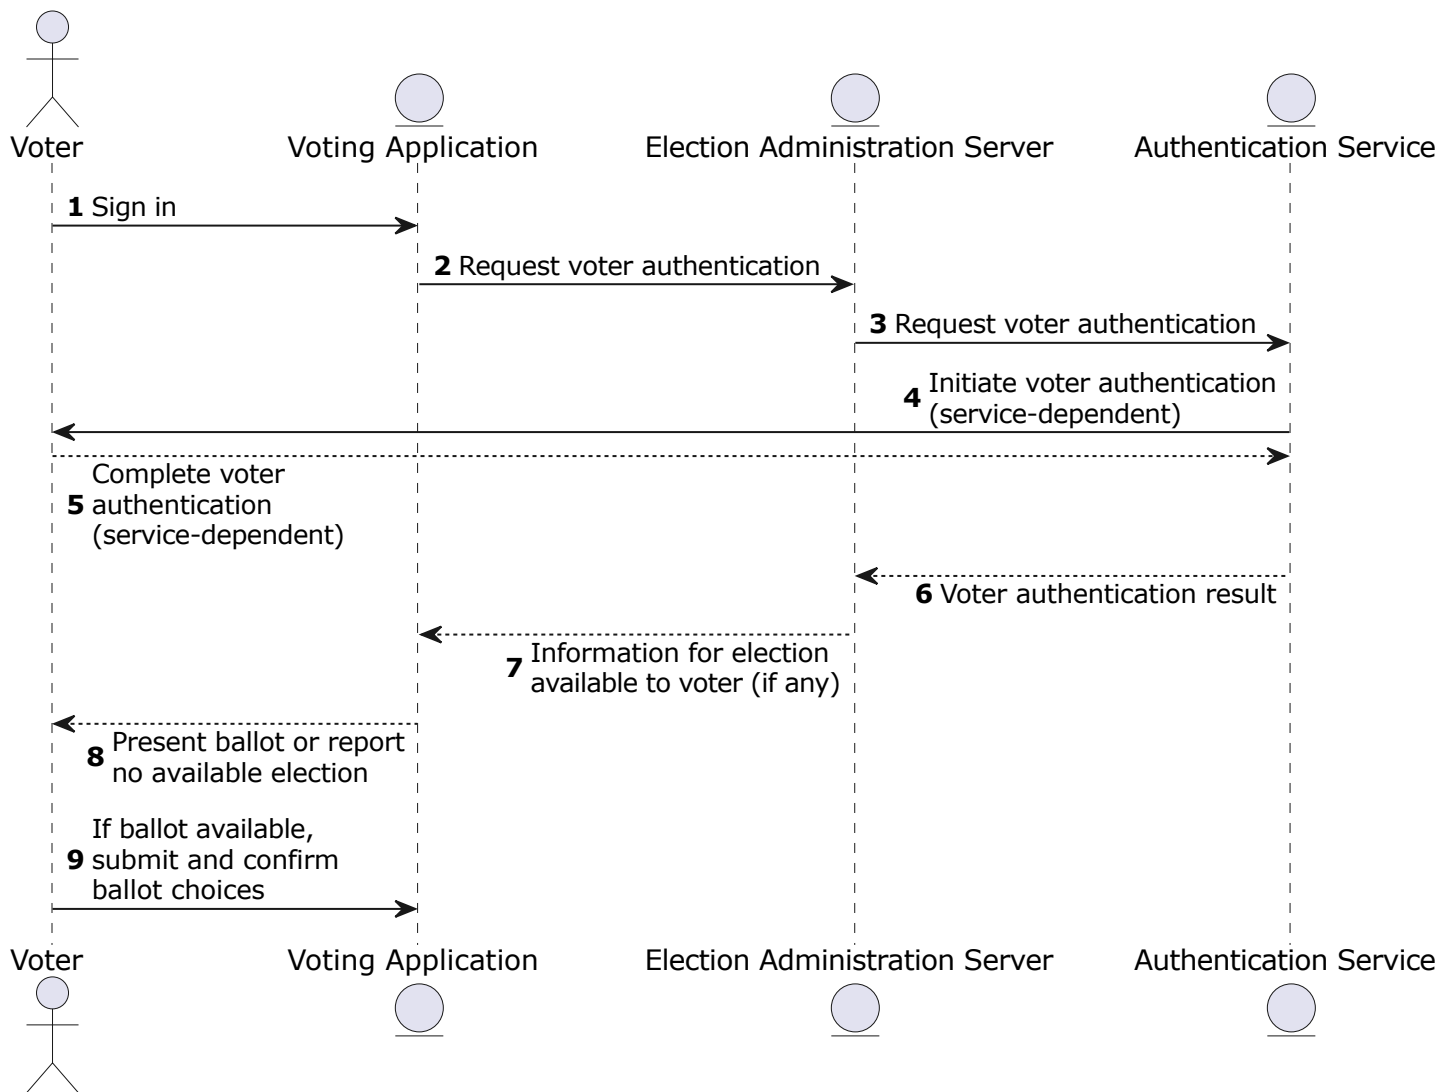 Voter
Voting Application
Election Administration Server
Authentication Service
1 Sign in
2 Request voter authentication
3 Request voter authentication
4 Initiate voter authentication
(service-dependent)
Complete voter
5 authentication
(service-dependent)
6 Voter authentication result
7 Information for election
available to voter (if any)
8 Present ballot or report
no available election
If ballot available,
9 submit and confirm
ballot choices
Voter
Voting Application
Election Administration Server
Authentication Service